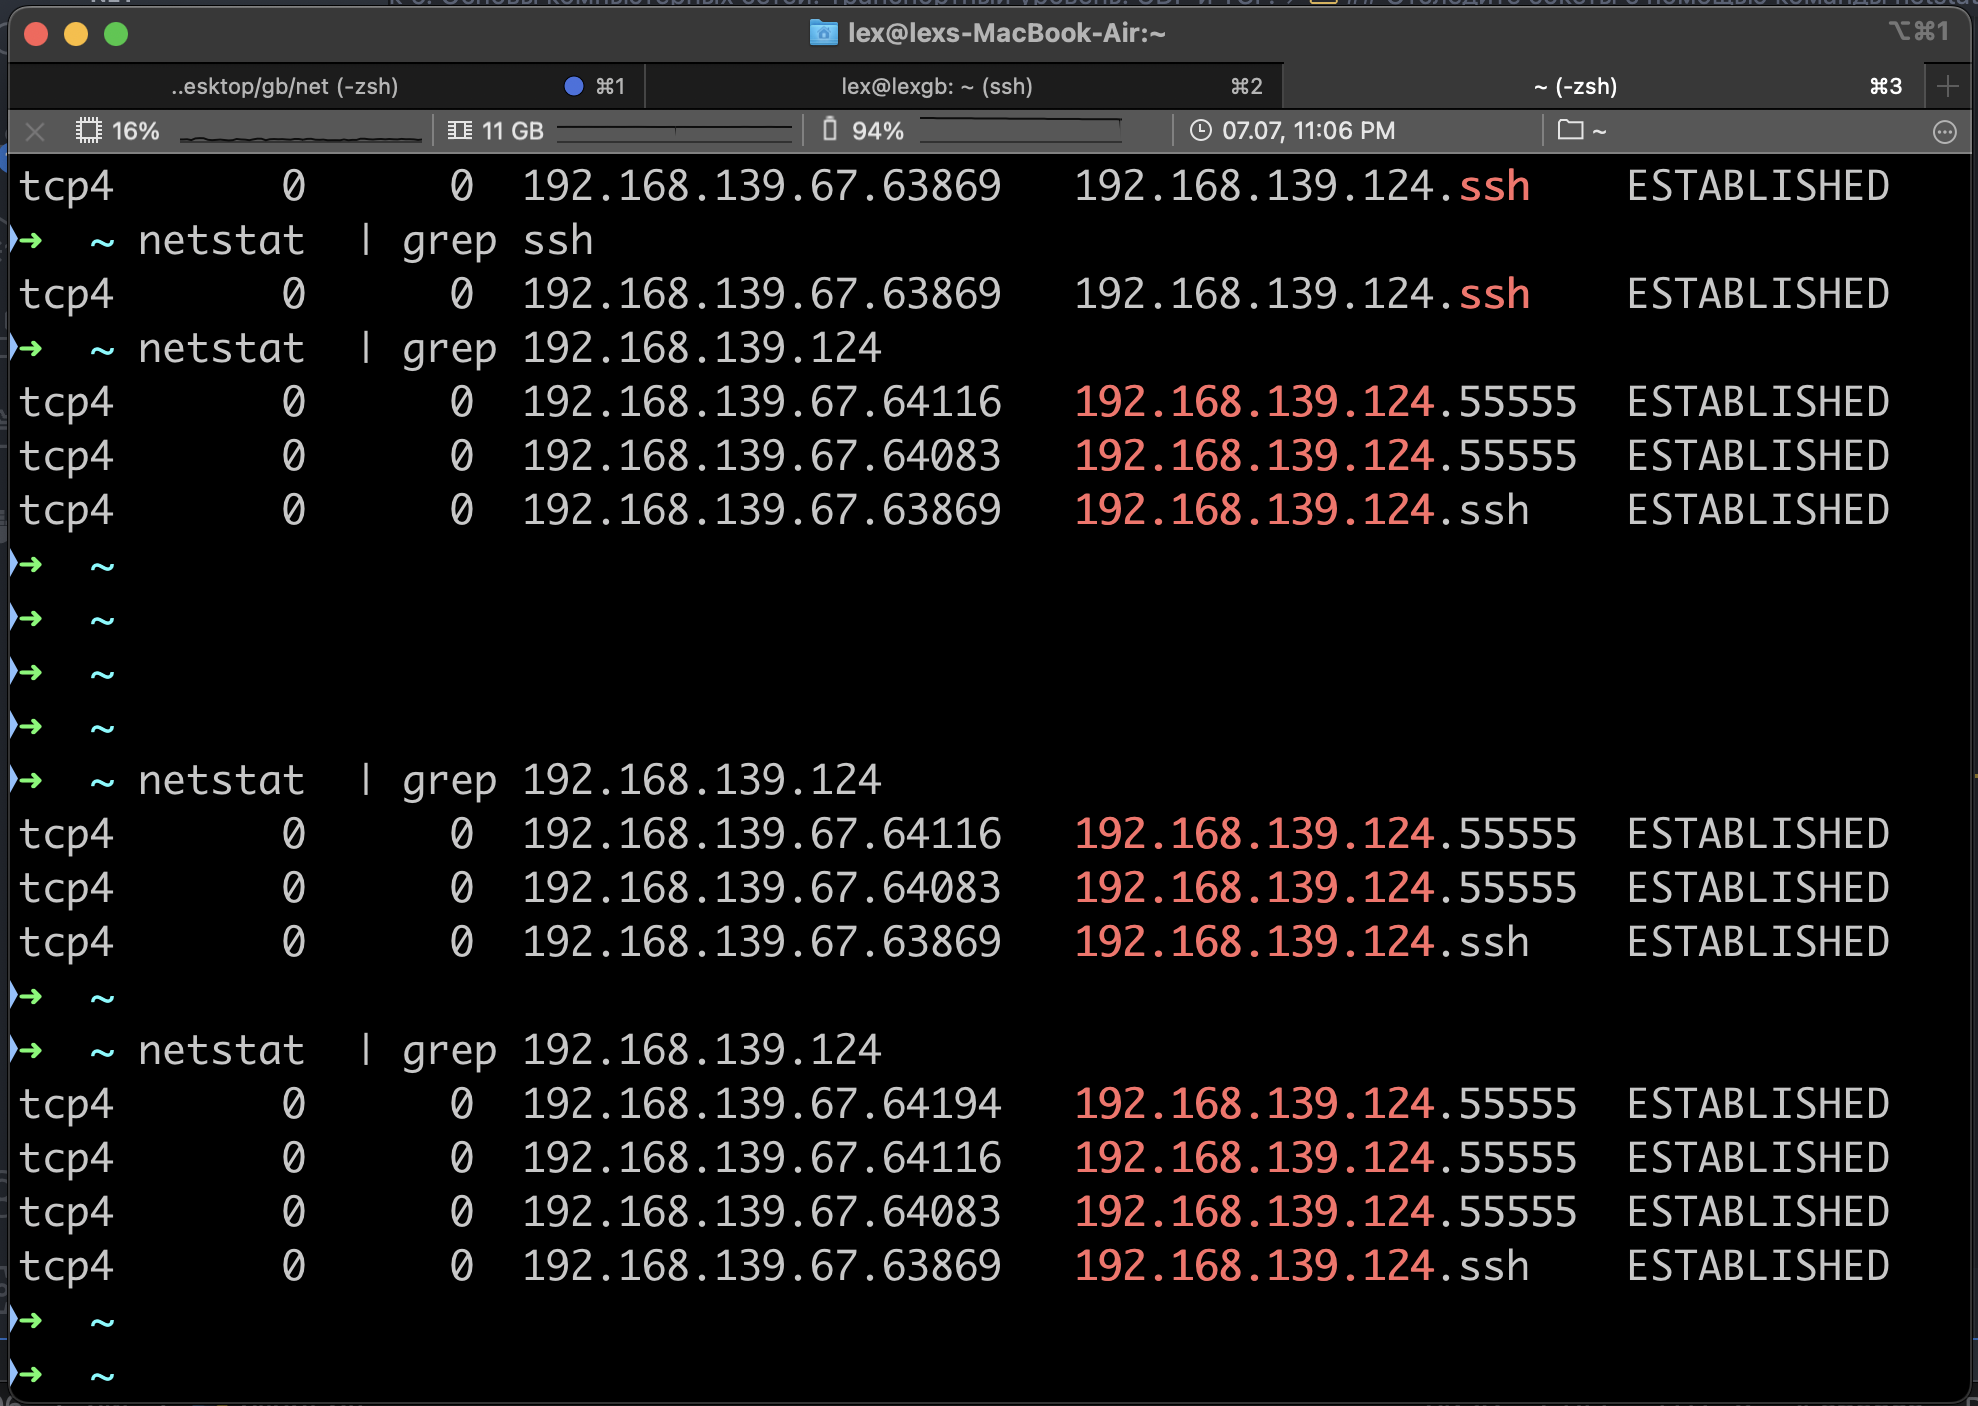 lex@lexs-MacBook-Air:~ ⌥⌘1
..esktop/gb/net (-zsh) ⌘1 lex@lexgb: ~ (ssh) ⌘2 ~ (-zsh) ⌘3
16% 11 GB 94% 07.07, 11:06 PM ~
tcp4 0 0 192.168.139.67.63869 192.168.139.124.ssh ESTABLISHED
➜ ~ netstat | grep ssh
tcp4 0 0 192.168.139.67.63869 192.168.139.124.ssh ESTABLISHED
➜ ~ netstat | grep 192.168.139.124
tcp4 0 0 192.168.139.67.64116 192.168.139.124.55555 ESTABLISHED
tcp4 0 0 192.168.139.67.64083 192.168.139.124.55555 ESTABLISHED
tcp4 0 0 192.168.139.67.63869 192.168.139.124.ssh ESTABLISHED
➜ ~
➜ ~
➜ ~
➜ ~
➜ ~ netstat | grep 192.168.139.124
tcp4 0 0 192.168.139.67.64116 192.168.139.124.55555 ESTABLISHED
tcp4 0 0 192.168.139.67.64083 192.168.139.124.55555 ESTABLISHED
tcp4 0 0 192.168.139.67.63869 192.168.139.124.ssh ESTABLISHED
➜ ~
➜ ~ netstat | grep 192.168.139.124
tcp4 0 0 192.168.139.67.64194 192.168.139.124.55555 ESTABLISHED
tcp4 0 0 192.168.139.67.64116 192.168.139.124.55555 ESTABLISHED
tcp4 0 0 192.168.139.67.64083 192.168.139.124.55555 ESTABLISHED
tcp4 0 0 192.168.139.67.63869 192.168.139.124.ssh ESTABLISHED
➜ ~
➜ ~